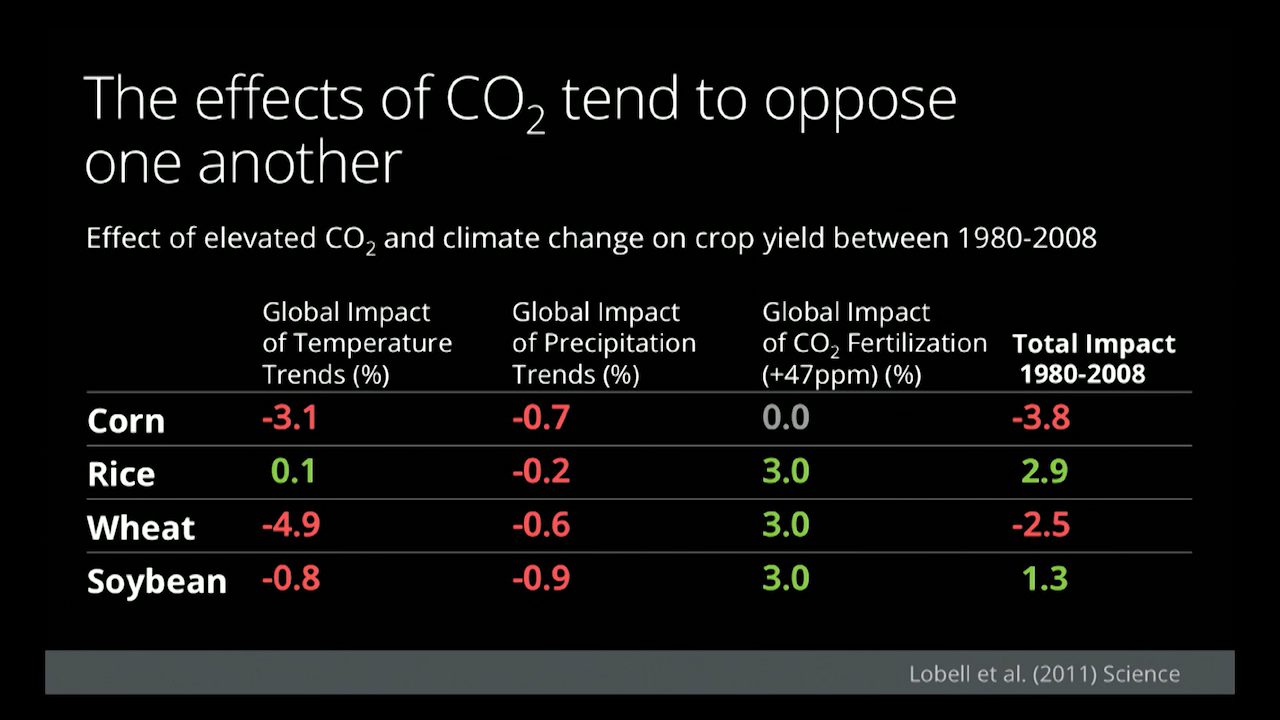 The effects of CO₂ tend to oppose
one another
Effect of elevated CO₂ and climate change on crop yield between 1980-2008
Global Impact of Temperature Trends (%) Global Impact of Precipitation Trends (%) Global Impact of CO₂ Fertilization (+47ppm) (%) Total Impact 1980-2008
Corn -3.1 -0.7 0.0 -3.8
Rice 0.1 -0.2 3.0 2.9
Wheat -4.9 -0.6 3.0 -2.5
Soybean -0.8 -0.9 3.0 1.3
Lobell et al. (2011) Science